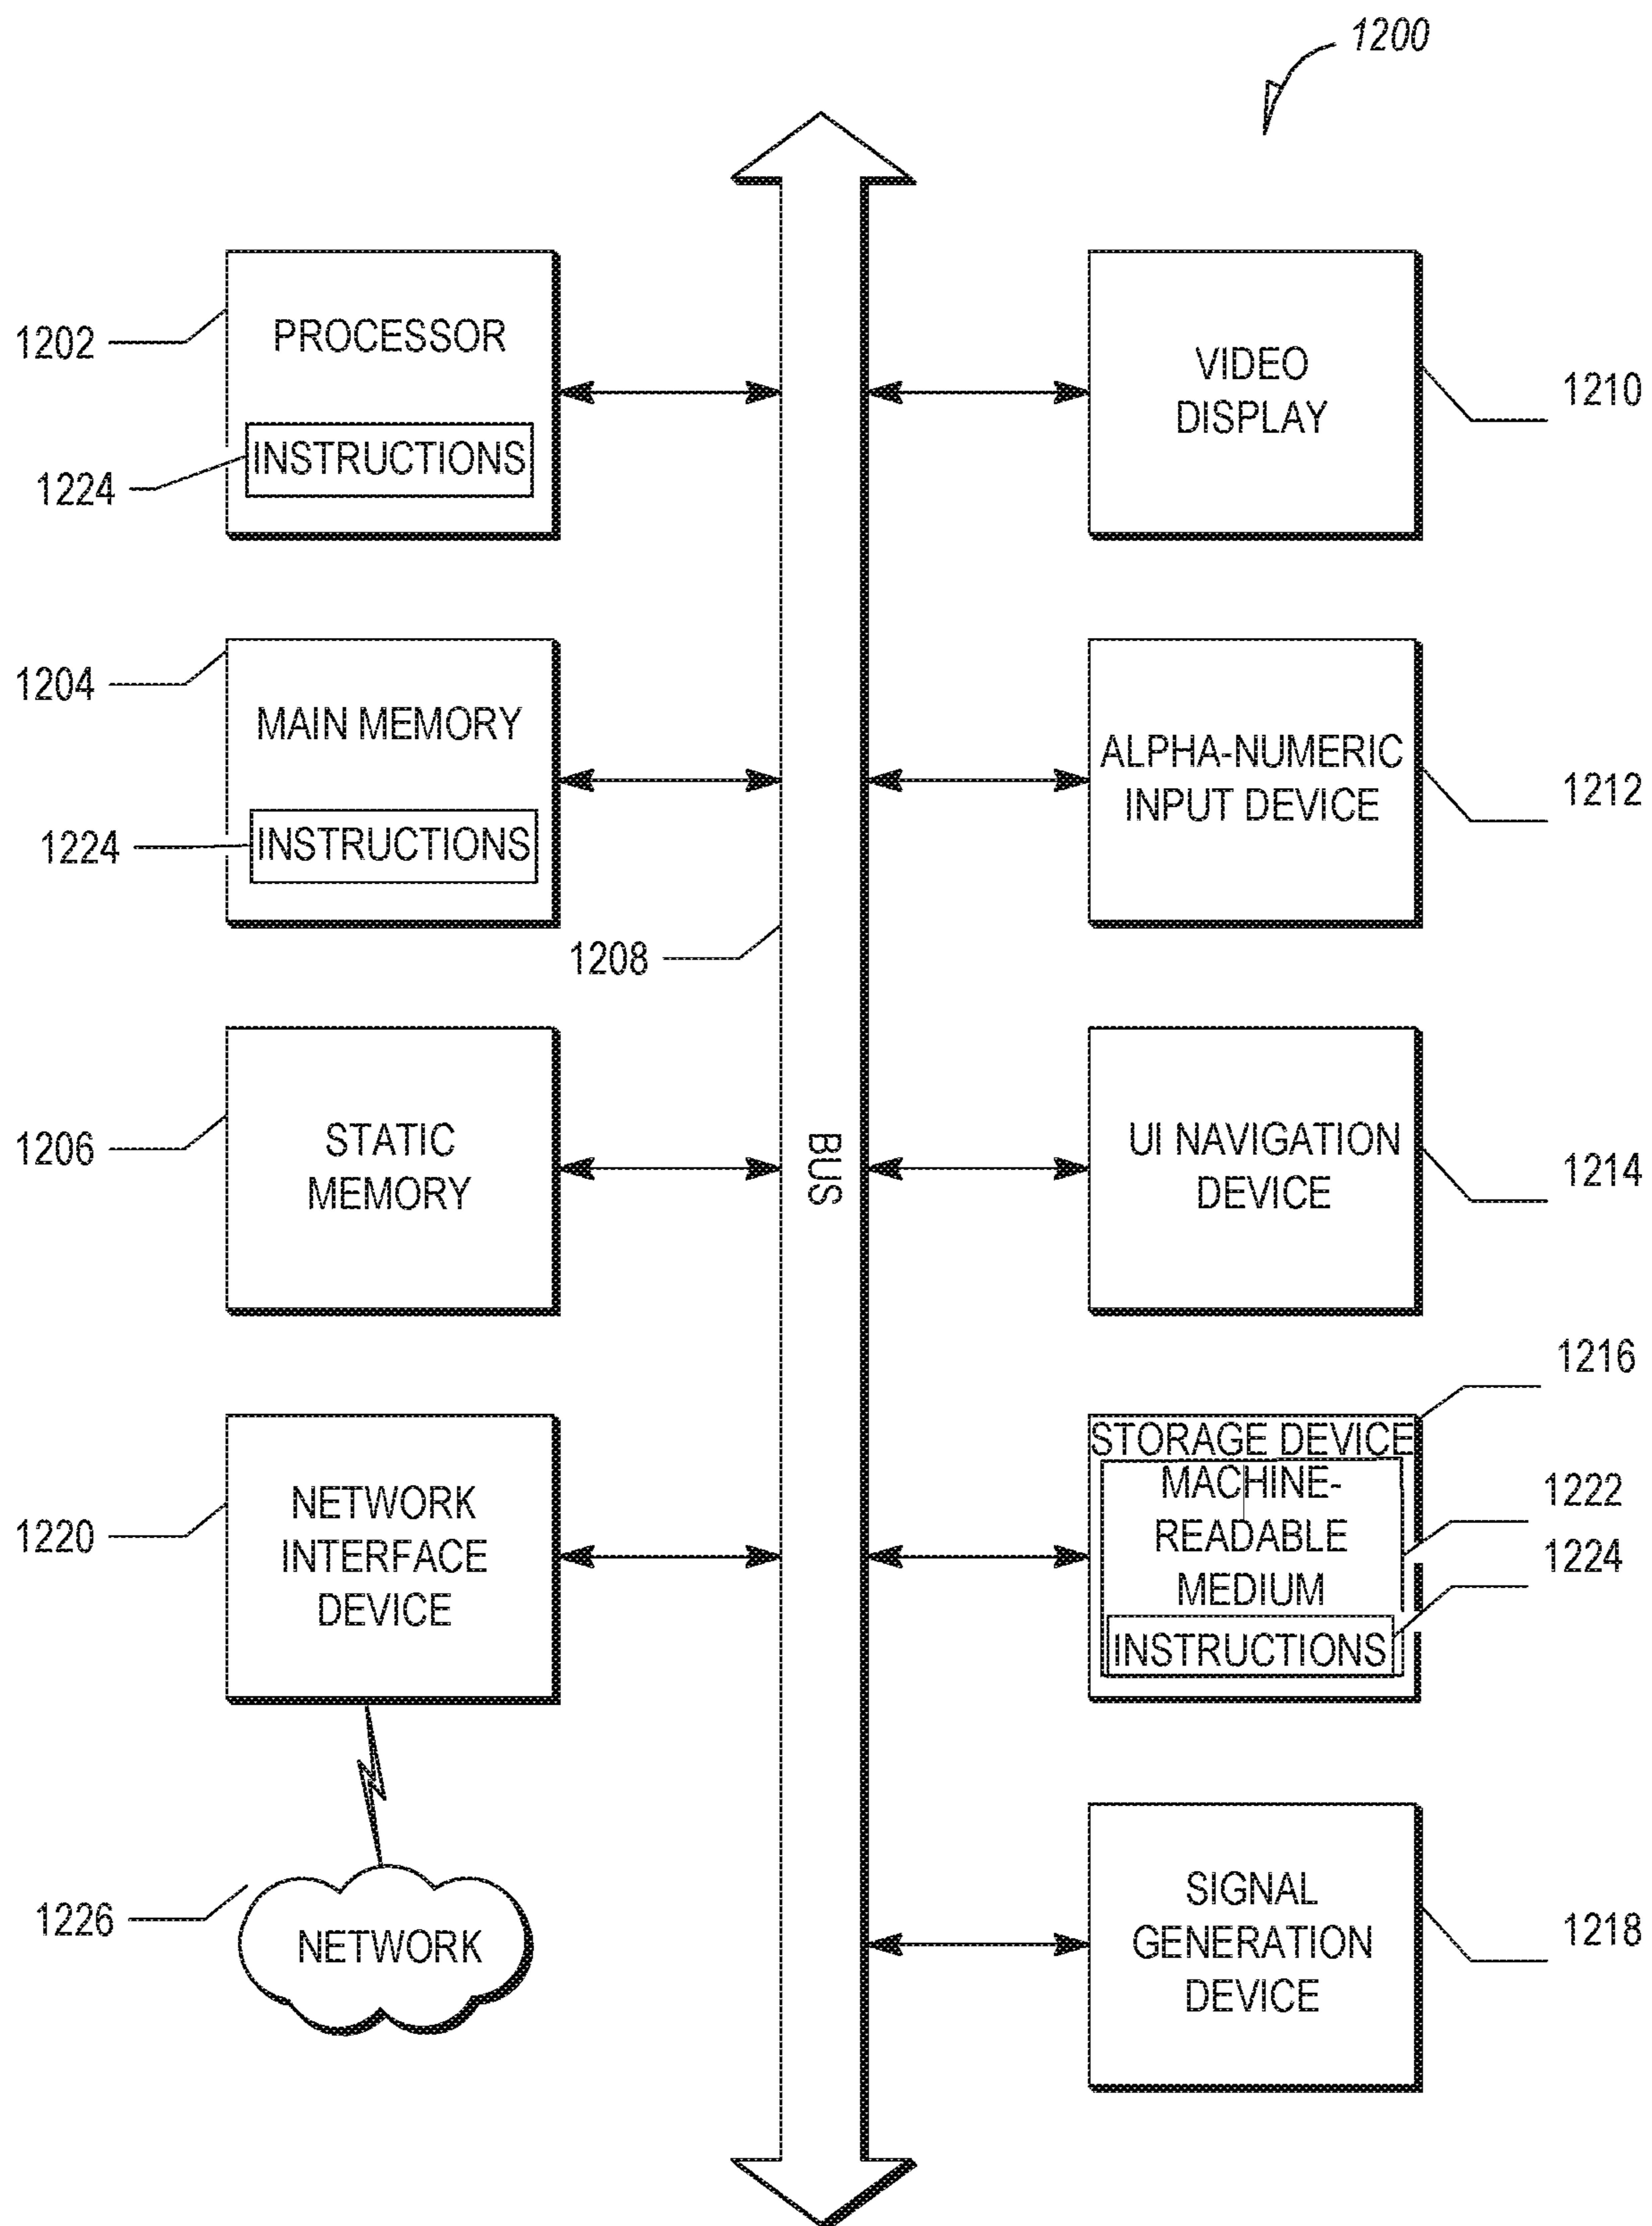 1200
1202
PROCESSOR
1224
INSTRUCTIONS
VIDEO
DISPLAY
1210
1204
MAIN MEMORY
1224
INSTRUCTIONS
1208
ALPHA-NUMERIC
INPUT DEVICE
1212
1206
STATIC
MEMORY
BUS
UI NAVIGATION
DEVICE
1214
1220
NETWORK
INTERFACE
DEVICE
1216
STORAGE DEVICE
MACHINE-
READABLE
MEDIUM
1222
1224
INSTRUCTIONS
1226
NETWORK
SIGNAL
GENERATION
DEVICE
1218